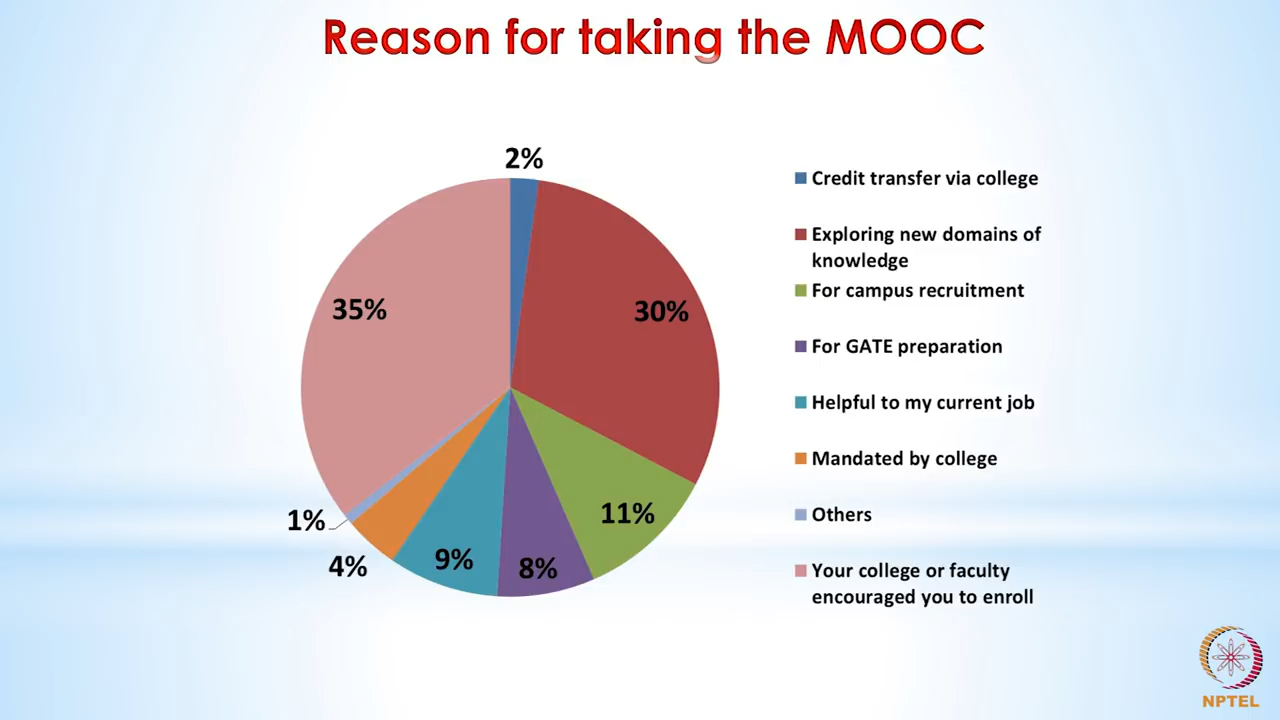 Reason for taking the MOOC
2%
30%
35%
11%
1%
4%
9%
8%
Credit transfer via college
Exploring new domains of
knowledge
For campus recruitment
For GATE preparation
Helpful to my current job
Mandated by college
Others
Your college or faculty
encouraged you to enroll
NPTEL